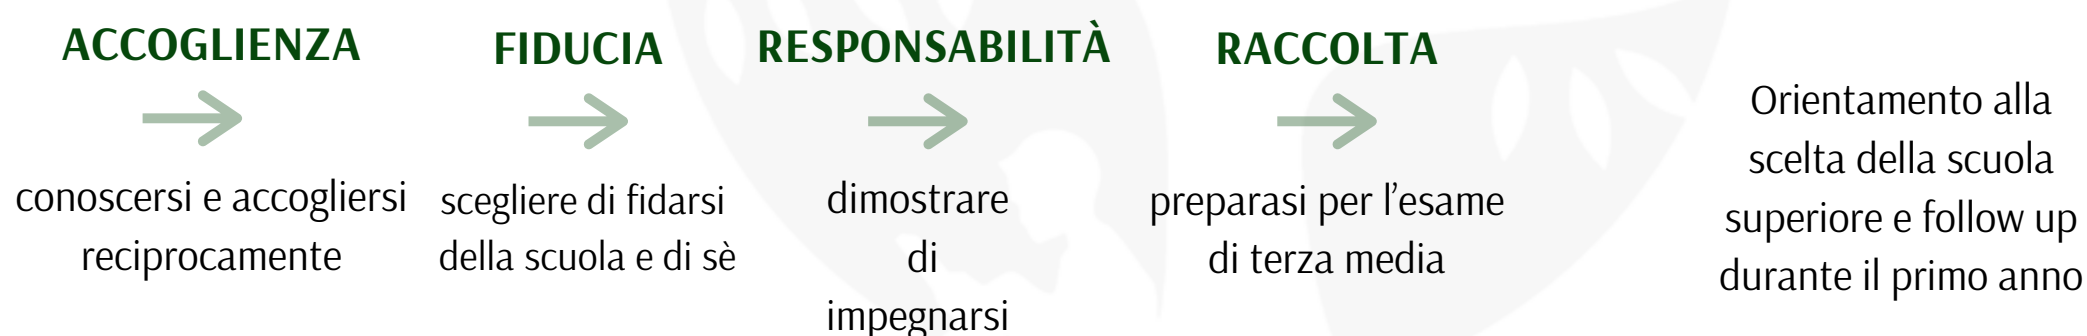 ACCOGLIENZA
conoscersi e accogliersi
reciprocamente
FIDUCIA
scegliere di fidarsi
della scuola e di sè
RESPONSABILITÀ
dimostrare
di
impegnarsi
RACCOLTA
preparasi per l’esame
di terza media
Orientamento alla
scelta della scuola
superiore e follow up
durante il primo anno